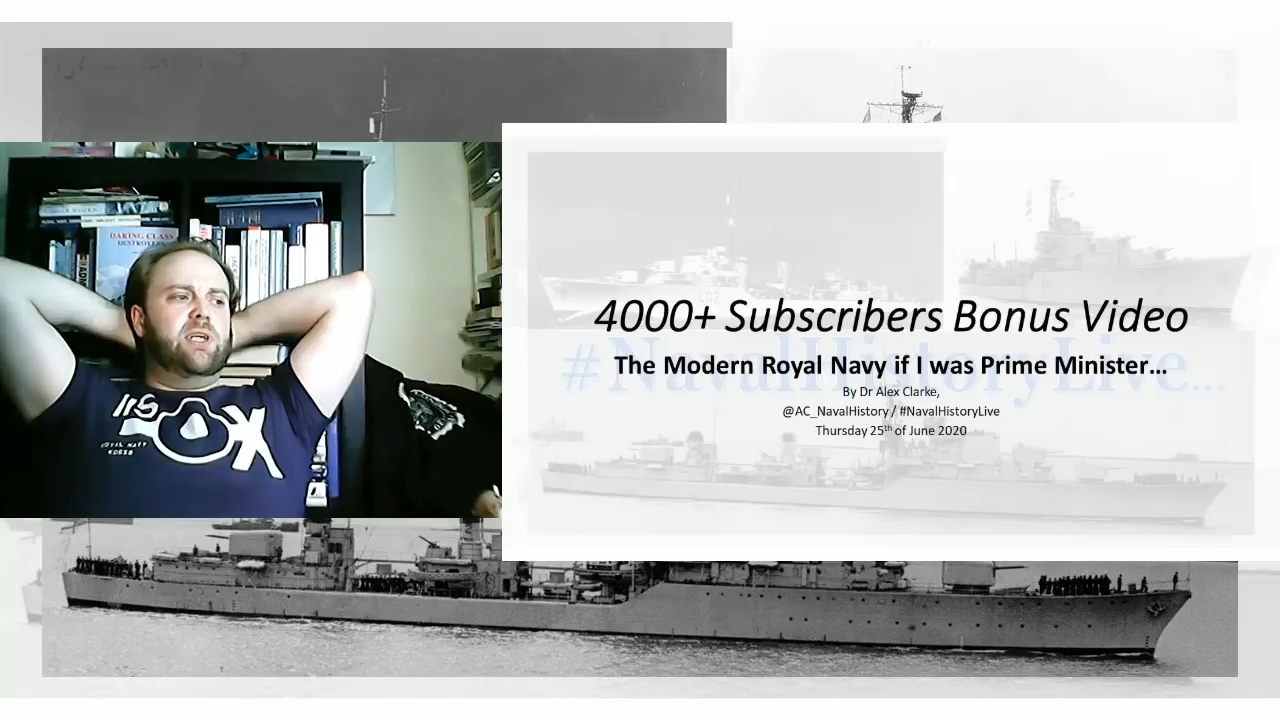 DARING CLASS
DESTROYERS
ROYAL NAVY
L03
4000+ Subscribers Bonus Video
#NavalHistoryLive...
The Modern Royal Navy if I was Prime Minister...
By Dr Alex Clarke,
@AC_NavalHistory / #NavalHistoryLive
Thursday 25th of June 2020